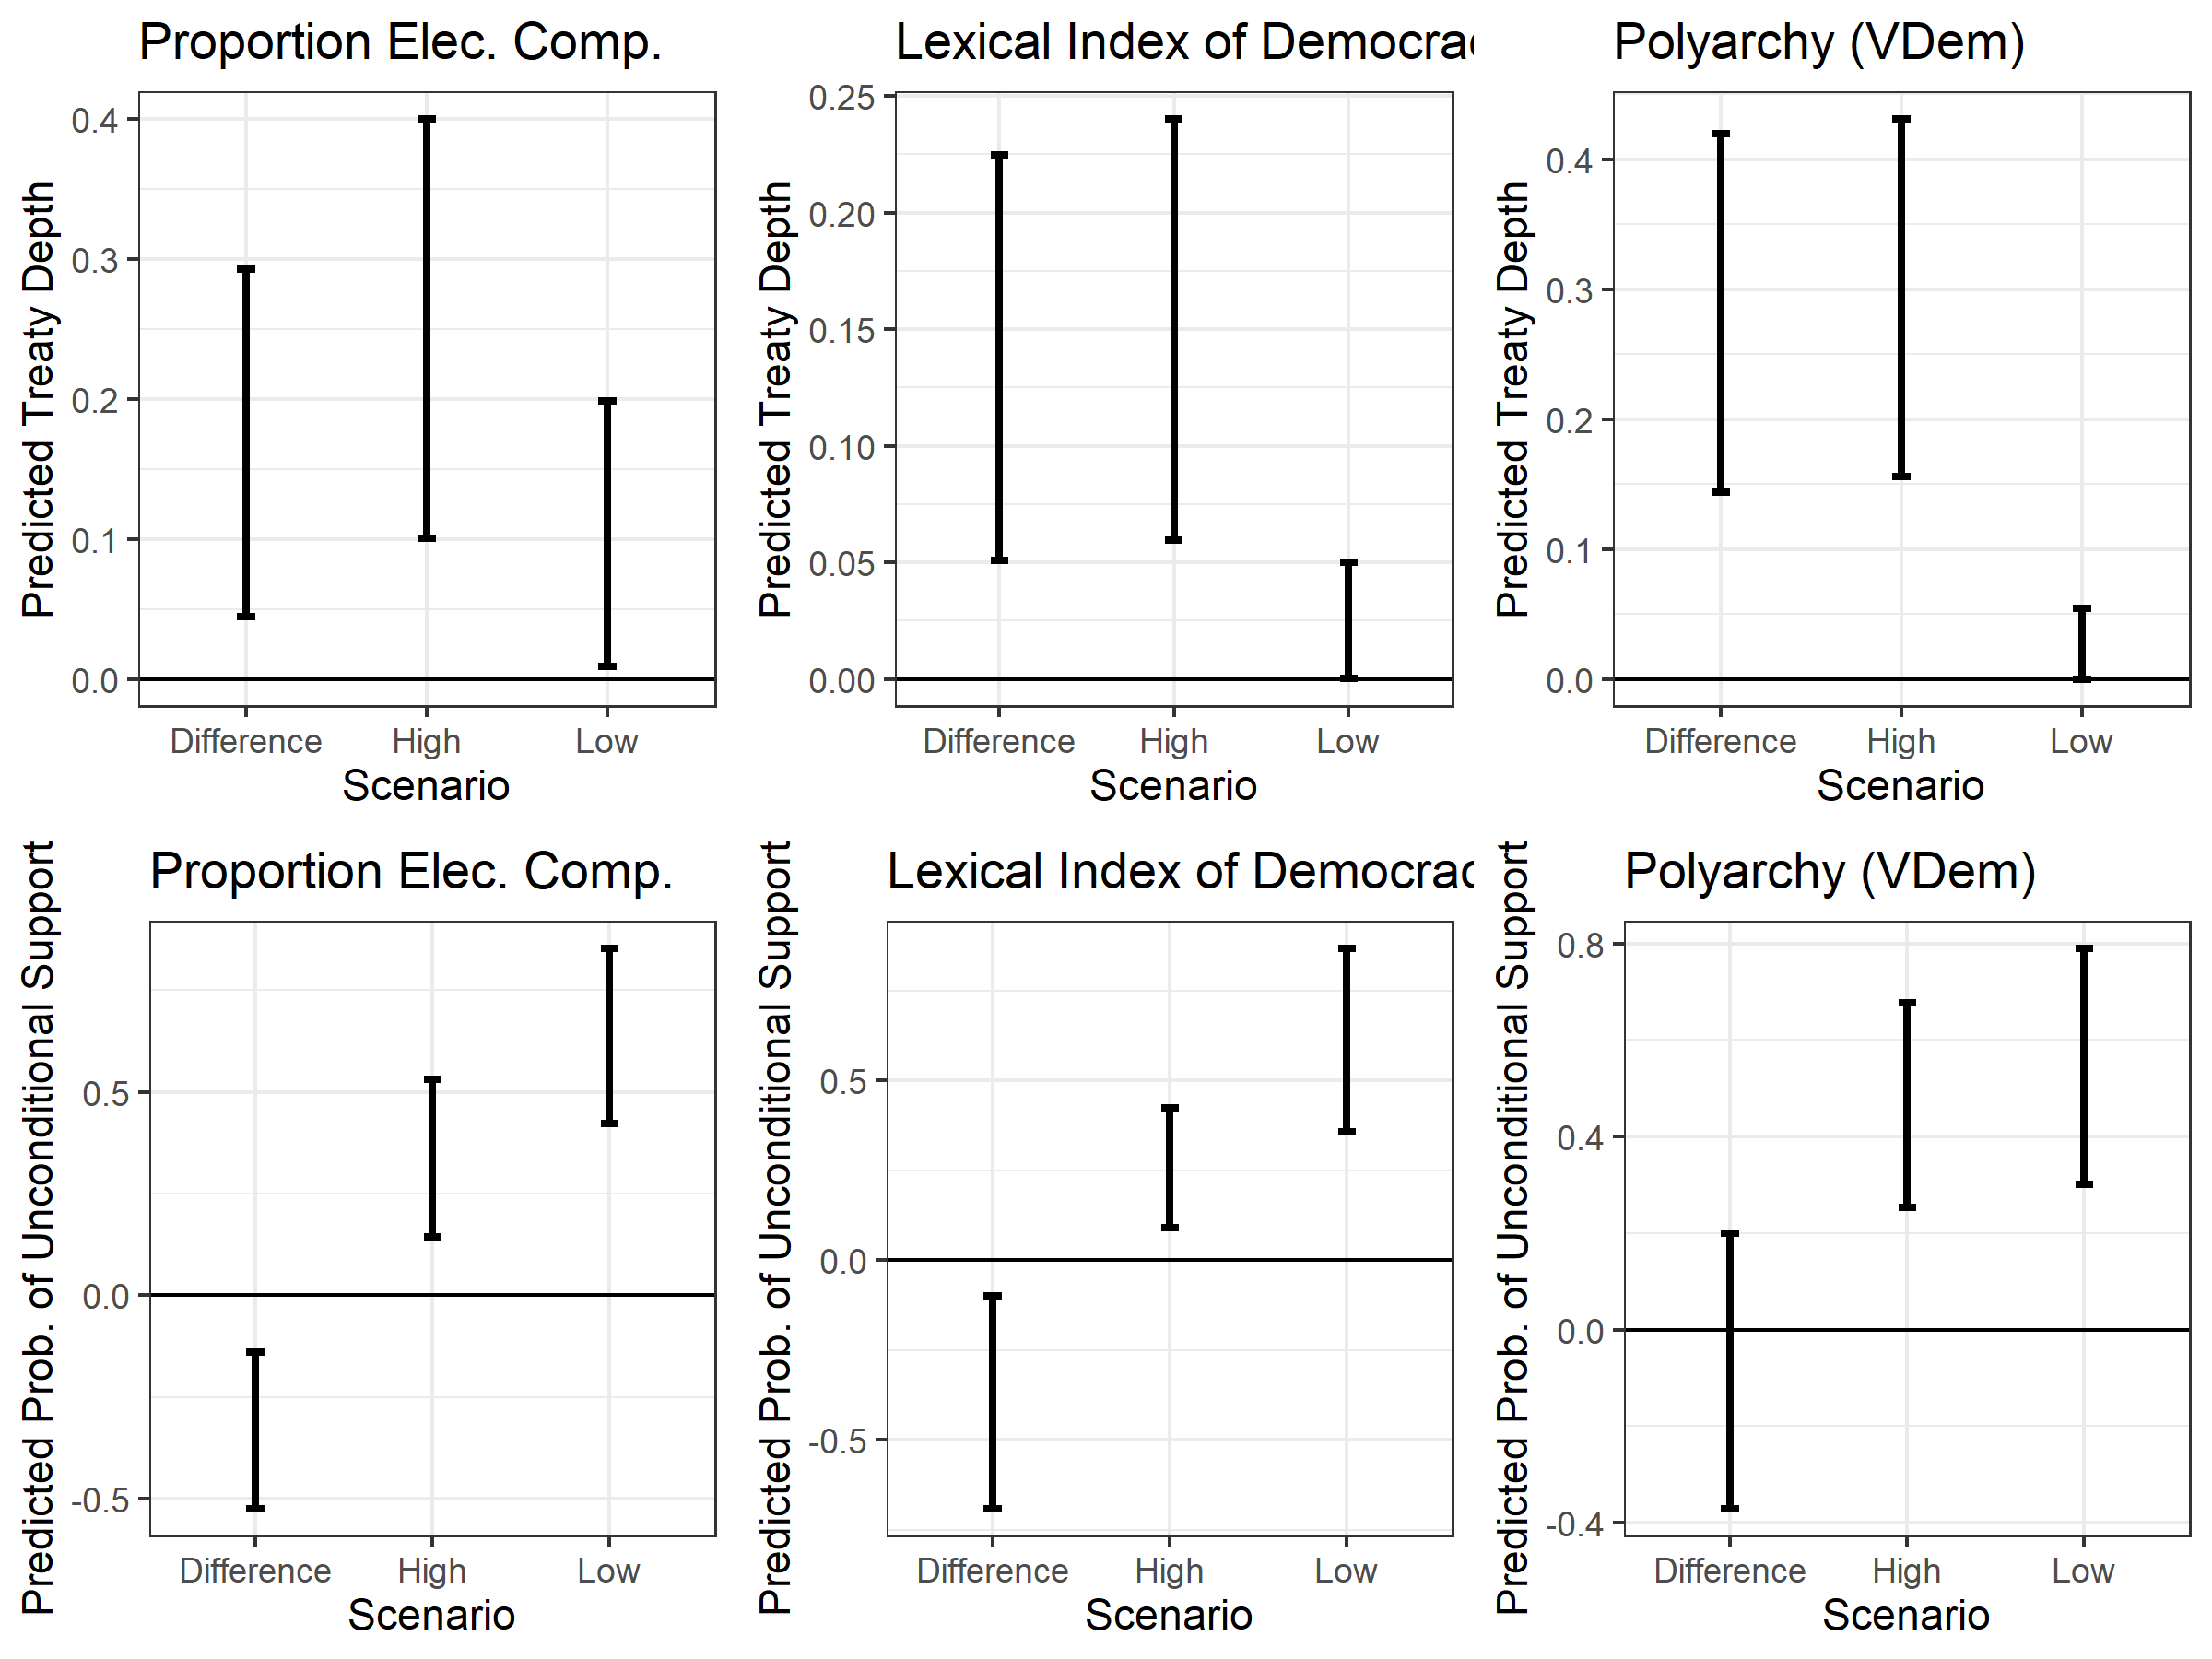 Proportion Elec. Comp.
Predicted Treaty Depth
0.4
0.3
0.2
0.1
0.0
Difference High Low
Scenario
Lexical Index of Democrac
Predicted Treaty Depth
0.25
0.20
0.15
0.10
0.05
0.00
Difference High Low
Scenario
Polyarchy (VDem)
Predicted Treaty Depth
0.4
0.3
0.2
0.1
0.0
Difference High Low
Scenario
Proportion Elec. Comp.
Predicted Prob. of Unconditional Support
0.5
0.0
-0.5
Difference High Low
Scenario
Lexical Index of Democrac
Predicted Prob. of Unconditional Support
0.5
0.0
-0.5
Difference High Low
Scenario
Polyarchy (VDem)
Predicted Prob. of Unconditional Support
0.8
0.4
0.0
-0.4
Difference High Low
Scenario